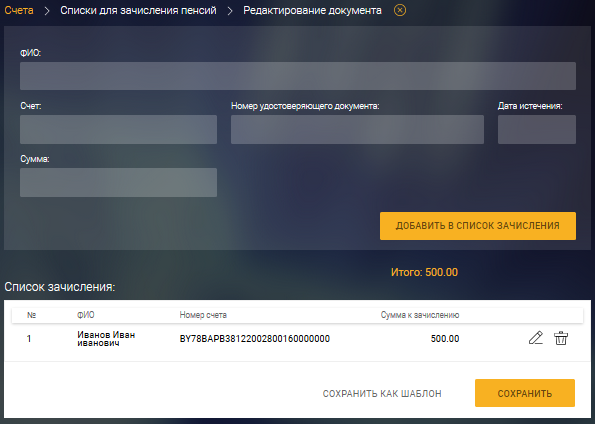 Счета > Списки для зачисления пенсий > Редактирование документа
ФИО:
Счет: Номер удостоверяющего документа: Дата истечения:
Сумма:
ДОБАВИТЬ В СПИСОК ЗАЧИСЛЕНИЯ
Итого: 500.00
Список зачисления:
№ ФИО Номер счета Сумма к зачислению
1 Иванов Иван иванович BY78BAPB38122002800160000000 500.00
СОХРАНИТЬ КАК ШАБЛОН СОХРАНИТЬ